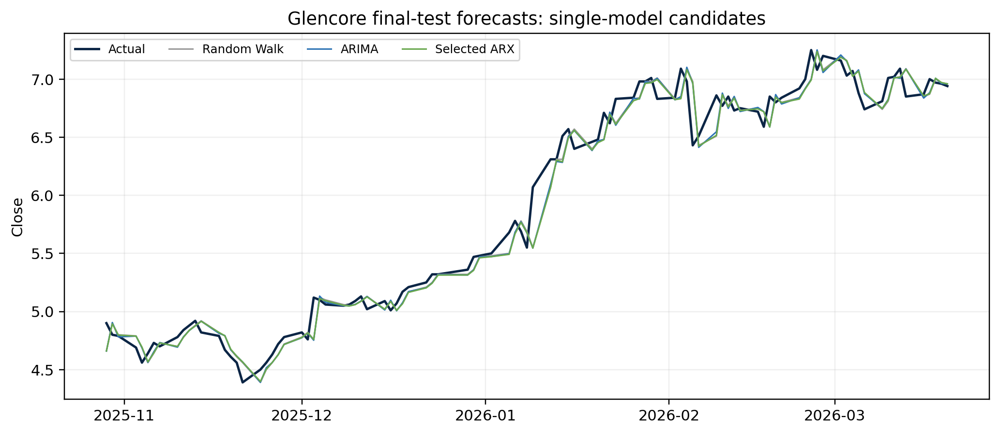 Glencore final-test forecasts: single-model candidates
Actual Random Walk ARIMA Selected ARX
7.0
6.5
6.0
5.5
5.0
4.5
Close
2025-11 2025-12 2026-01 2026-02 2026-03